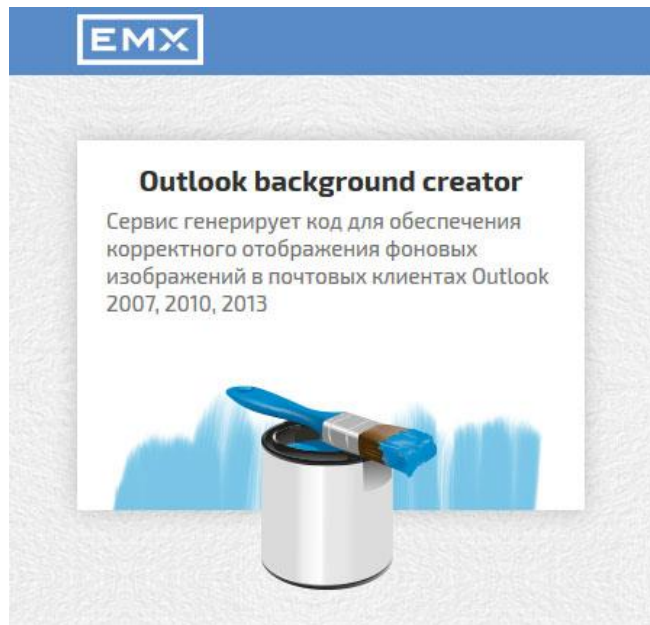 EMX
Outlook background creator
Сервис генерирует код для обеспечения
корректного отображения фоновых
изображений в почтовых клиентах Outlook
2007, 2010, 2013